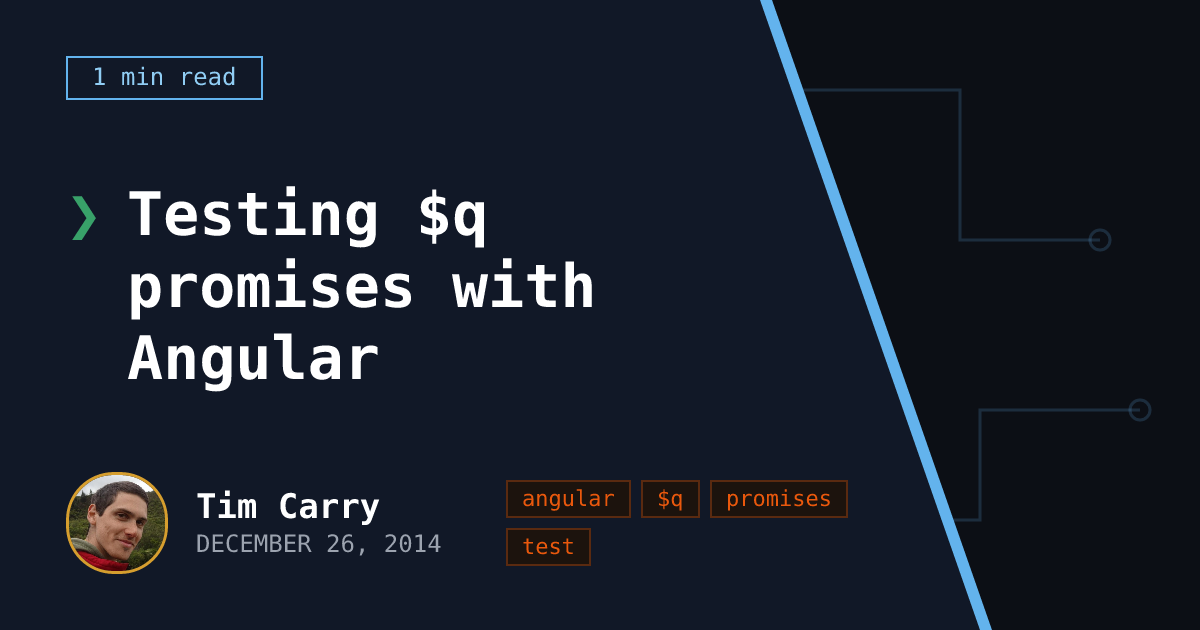 1 min read
❯ Testing $q
promises with
Angular
Tim Carry
DECEMBER 26, 2014
angular $q promises
test